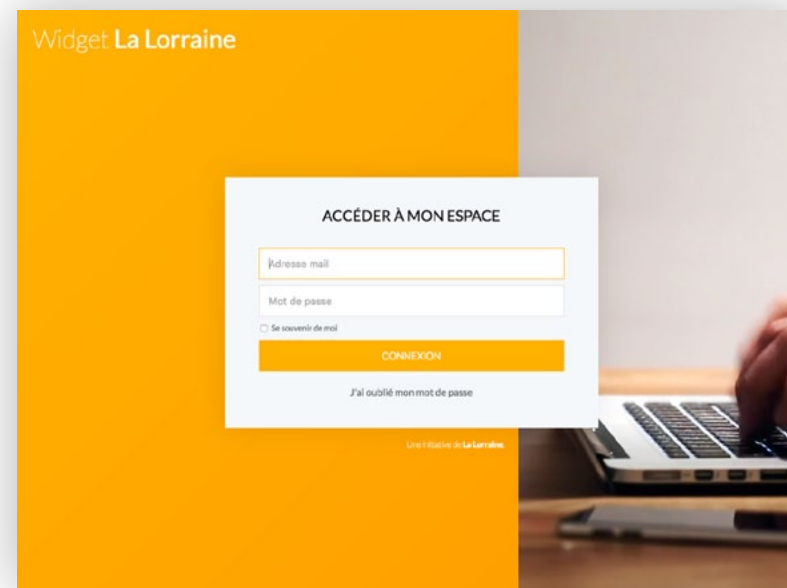 Widget La Lorraine
ACCÉDER À MON ESPACE
Adresse mail
Mot de passe
Se souvenir de moi
CONNEXION
J'ai oublié mon mot de passe
Une initiative de La Lorraine.